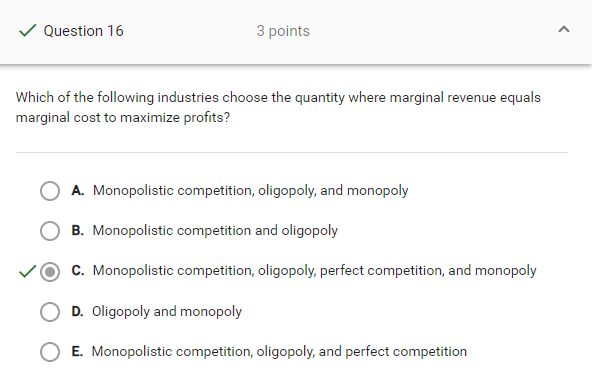 Question 16 3 points
Which of the following industries choose the quantity where marginal revenue equals
marginal cost to maximize profits?
A. Monopolistic competition, oligopoly, and monopoly
B. Monopolistic competition and oligopoly
C. Monopolistic competition, oligopoly, perfect competition, and monopoly
D. Oligopoly and monopoly
E. Monopolistic competition, oligopoly, and perfect competition